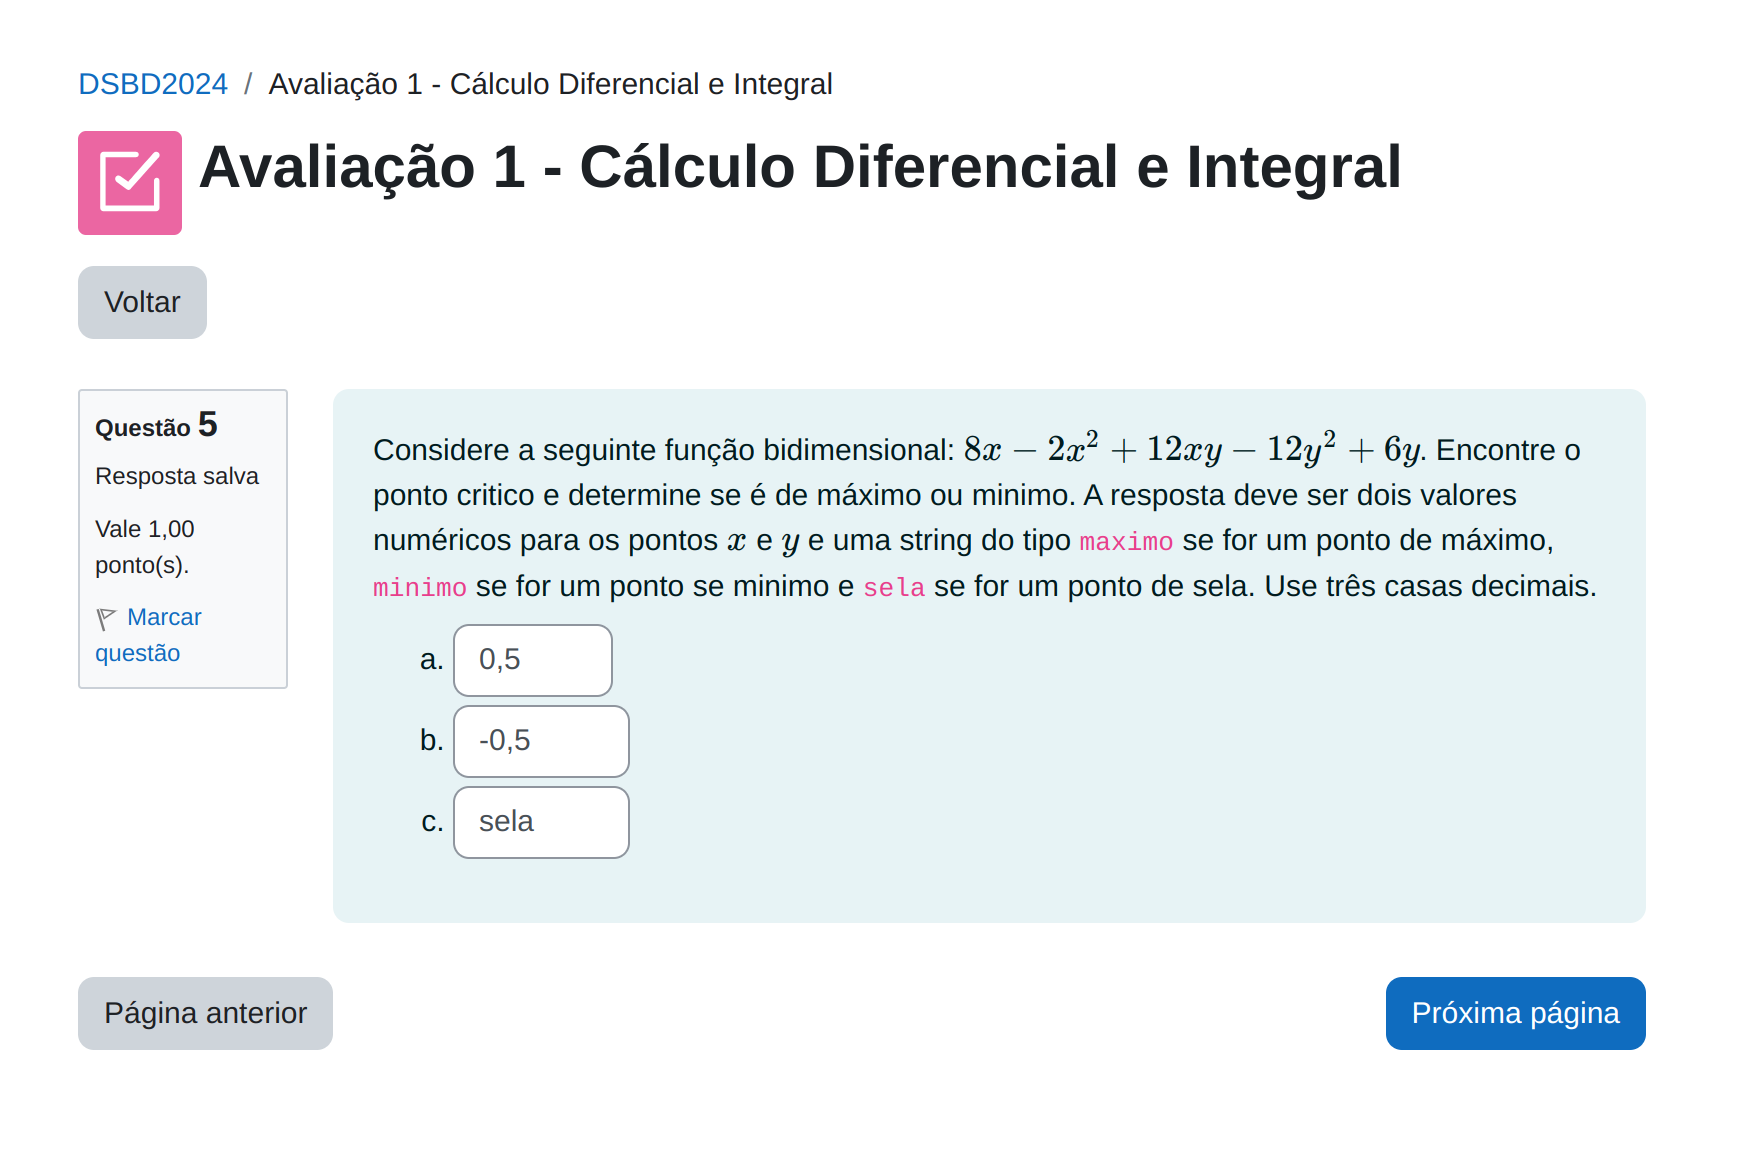 DSBD2024 / Avaliação 1 - Cálculo Diferencial e Integral
Avaliação 1 - Cálculo Diferencial e Integral
Voltar
Questão 5
Resposta salva
Vale 1,00
ponto(s).
Marcar
questão
Considere a seguinte função bidimensional: 8x − 2x² + 12xy − 12y² + 6y. Encontre o
ponto critico e determine se é de máximo ou minimo. A resposta deve ser dois valores
numéricos para os pontos x e y e uma string do tipo maximo se for um ponto de máximo,
minimo se for um ponto se minimo e sela se for um ponto de sela. Use três casas decimais.
a. 0,5
b. -0,5
c. sela
Página anterior
Próxima página